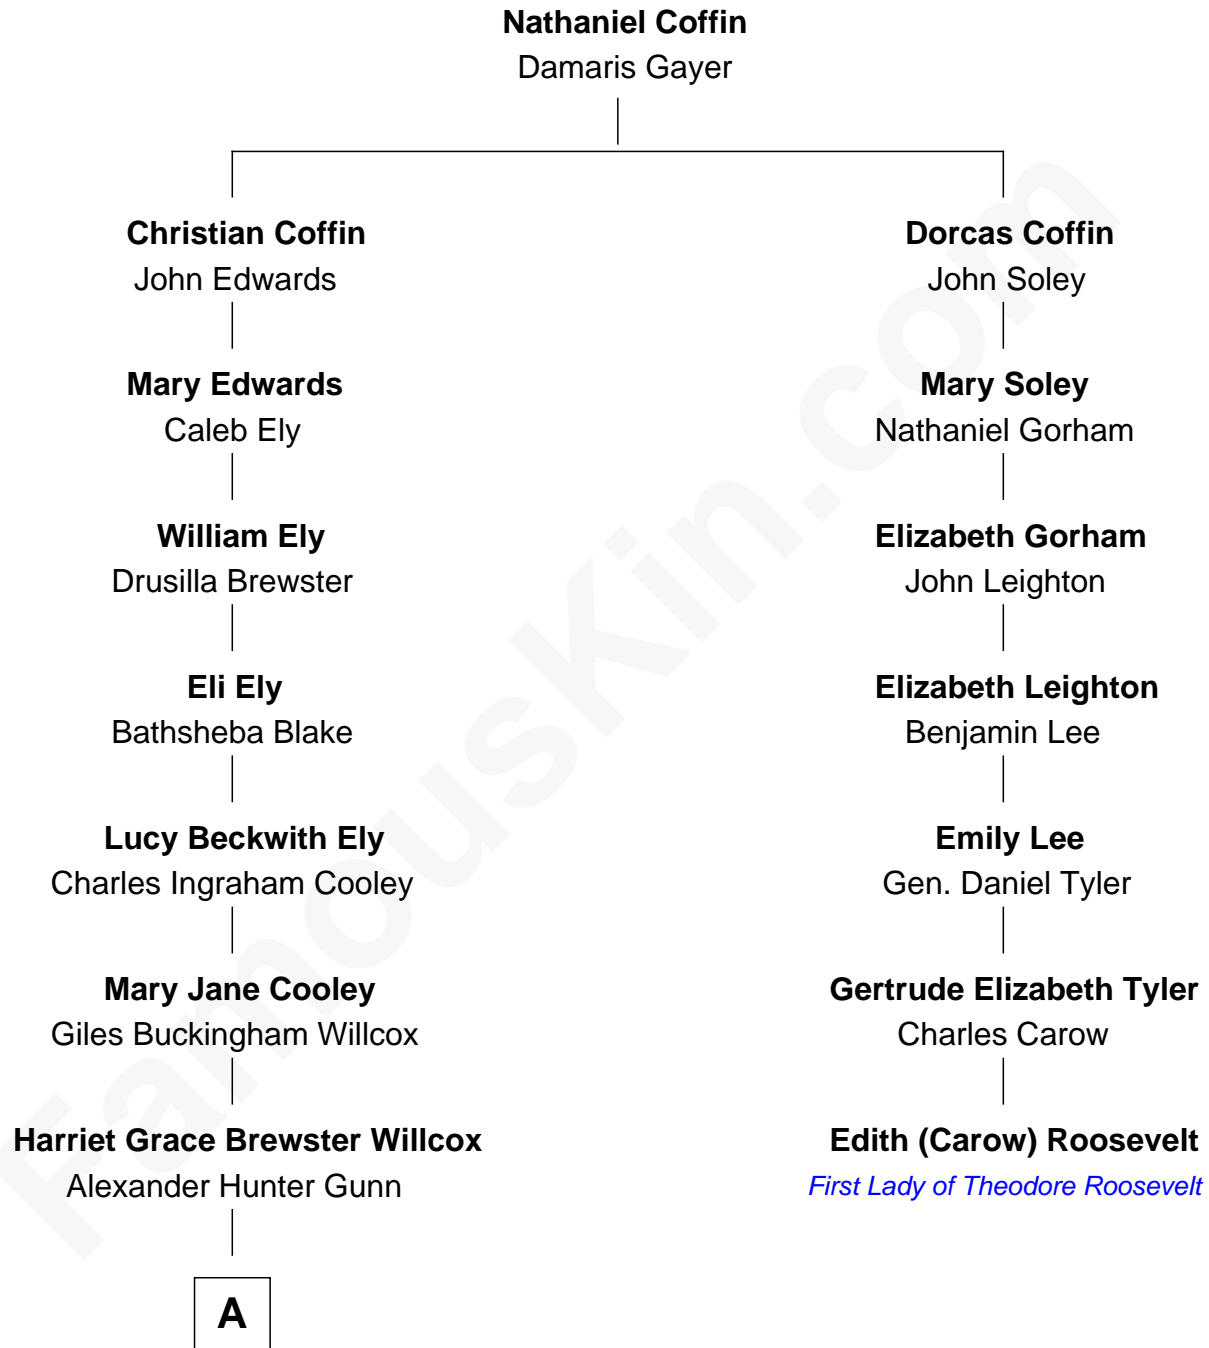 Nathaniel Coffin
Damaris Gayer
Christian Coffin
John Edwards
Dorcas Coffin
John Soley
Mary Edwards
Caleb Ely
Mary Soley
Nathaniel Gorham
William Ely
Drusilla Brewster
Elizabeth Gorham
John Leighton
Eli Ely
Bathsheba Blake
Elizabeth Leighton
Benjamin Lee
Lucy Beckwith Ely
Charles Ingraham Cooley
Emily Lee
Gen. Daniel Tyler
Mary Jane Cooley
Giles Buckingham Willcox
Gertrude Elizabeth Tyler
Charles Carow
Harriet Grace Brewster Willcox
Alexander Hunter Gunn
Edith (Carow) Roosevelt
First Lady of Theodore Roosevelt
A
FamousKin.com